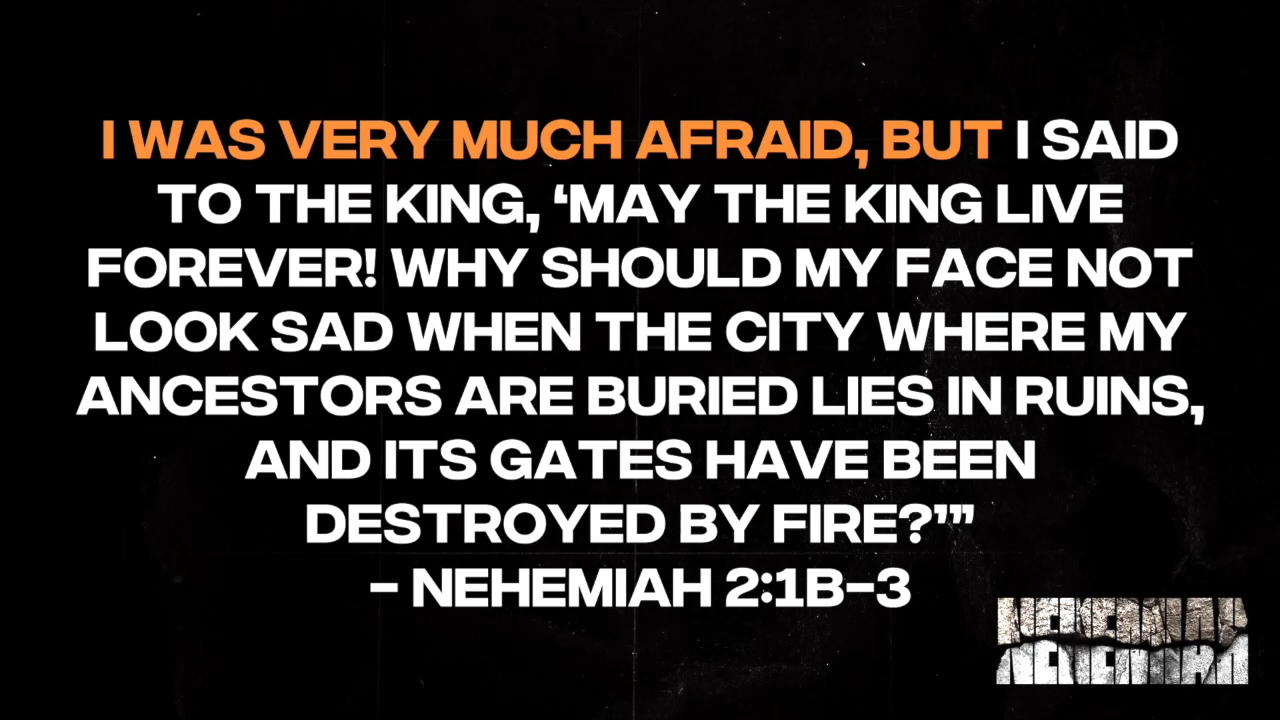 I WAS VERY MUCH AFRAID, BUT I SAID
TO THE KING, ‘MAY THE KING LIVE
FOREVER! WHY SHOULD MY FACE NOT
LOOK SAD WHEN THE CITY WHERE MY
ANCESTORS ARE BURIED LIES IN RUINS,
AND ITS GATES HAVE BEEN
DESTROYED BY FIRE?’”
– NEHEMIAH 2:1B–3
NEHEMIAH
NEHEMIAH